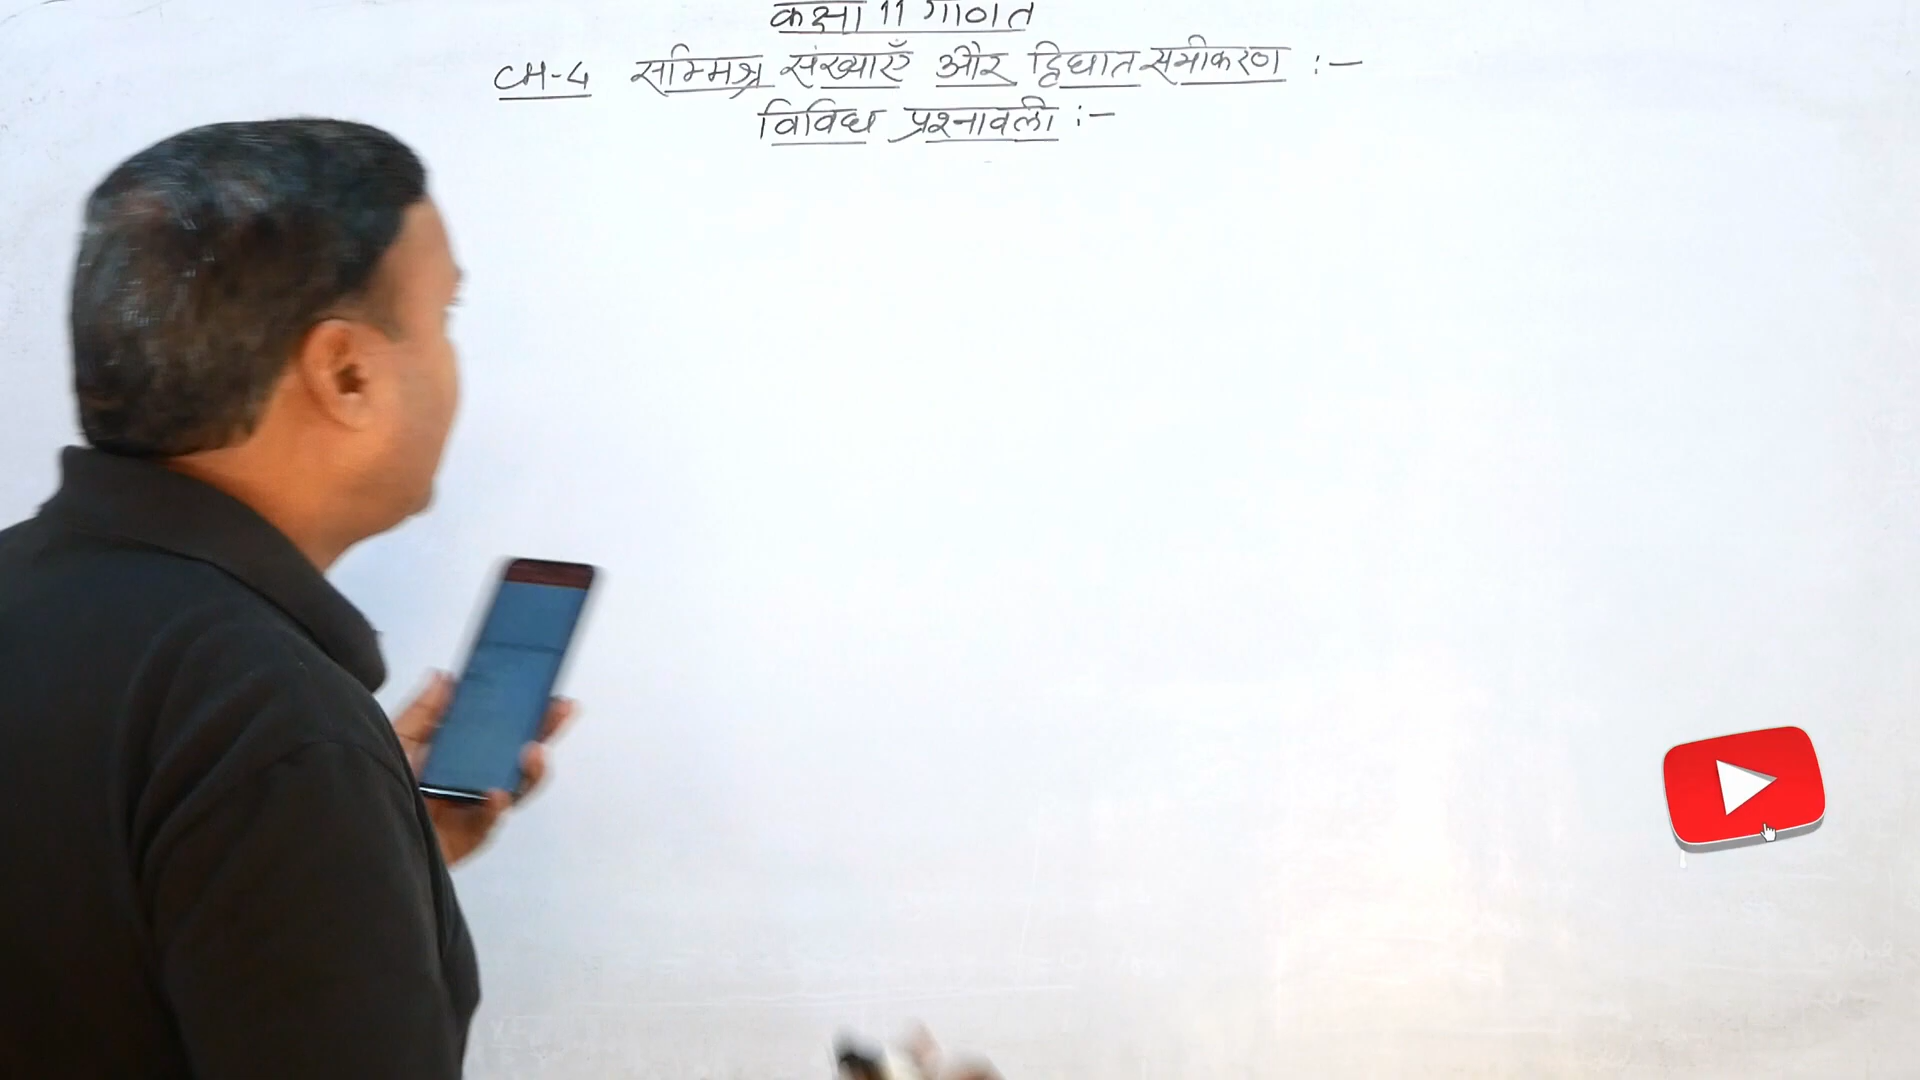 कक्षा 11 गणित
CH-4 सम्मिश्र संख्याएँ और द्विघात समीकरण :-
विविध प्रश्नावली :-